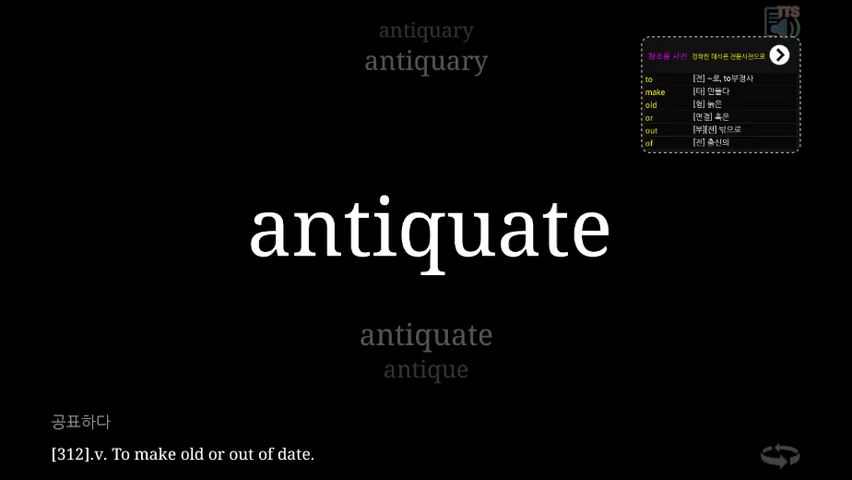 antiquary
antiquary
TTS
참조용 사전 정확한 해석은 전문사전으로
to [전] ~로, to부정사
make [타] 만들다
old [형] 늙은
or [연결] 혹은
out [부][전] 밖으로
of [전] 출신의
antiquate
antiquate
antique
공표하다
[312].v. To make old or out of date.